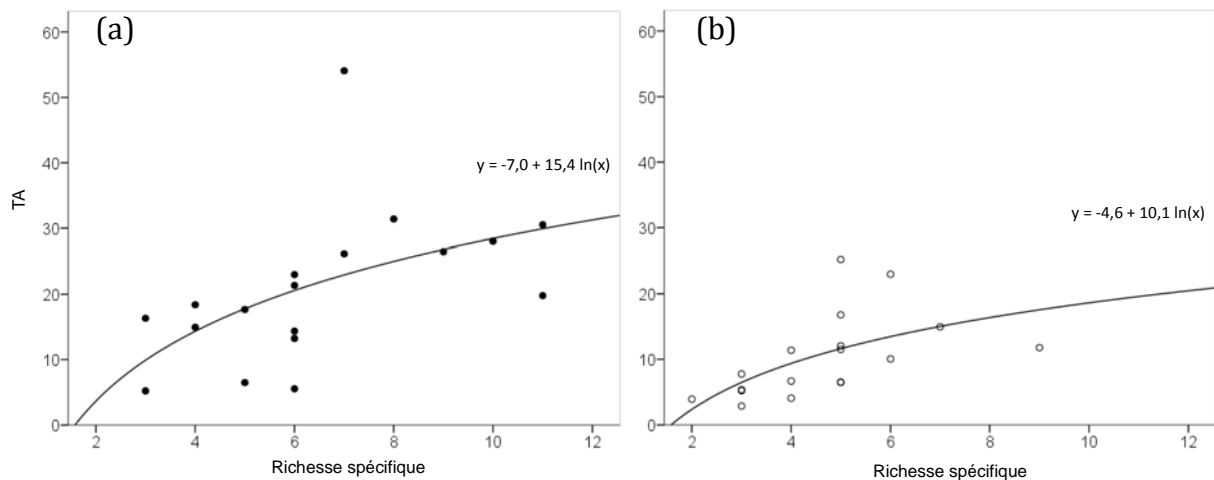 (a)
60
50
40
30
20
10
0
TA
y = -7,0 + 15,4 ln(x)
2 4 6 8 10 12
Richesse spécifique
(b)
60
50
40
30
20
10
0
y = -4,6 + 10,1 ln(x)
2 4 6 8 10 12
Richesse spécifique